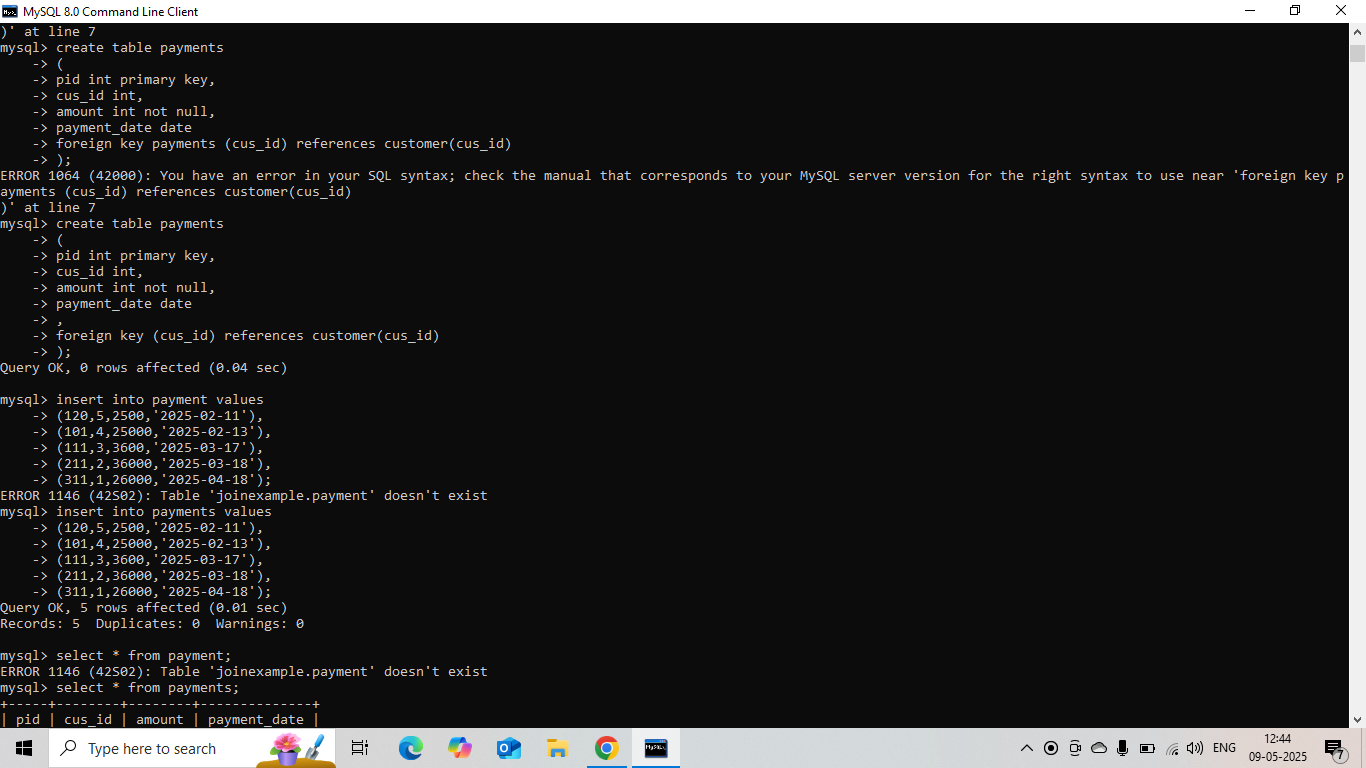 MySQL 8.0 Command Line Client
)' at line 7
mysql> create table payments
    -> (
    -> pid int primary key,
    -> cus_id int,
    -> amount int not null,
    -> payment_date date
    -> foreign key payments (cus_id) references customer(cus_id)
    -> );
ERROR 1064 (42000): You have an error in your SQL syntax; check the manual that corresponds to your MySQL server version for the right syntax to use near 'foreign key p
ayments (cus_id) references customer(cus_id)
)' at line 7
mysql> create table payments
    -> (
    -> pid int primary key,
    -> cus_id int,
    -> amount int not null,
    -> payment_date date
    -> ,
    -> foreign key (cus_id) references customer(cus_id)
    -> );
Query OK, 0 rows affected (0.04 sec)

mysql> insert into payment values
    -> (120,5,2500,'2025-02-11'),
    -> (101,4,25000,'2025-02-13'),
    -> (111,3,3600,'2025-03-17'),
    -> (211,2,36000,'2025-03-18'),
    -> (311,1,26000,'2025-04-18');
ERROR 1146 (42S02): Table 'joinexample.payment' doesn't exist
mysql> insert into payments values
    -> (120,5,2500,'2025-02-11'),
    -> (101,4,25000,'2025-02-13'),
    -> (111,3,3600,'2025-03-17'),
    -> (211,2,36000,'2025-03-18'),
    -> (311,1,26000,'2025-04-18');
Query OK, 5 rows affected (0.01 sec)
Records: 5  Duplicates: 0  Warnings: 0

mysql> select * from payment;
ERROR 1146 (42S02): Table 'joinexample.payment' doesn't exist
mysql> select * from payments;
+-----+--------+--------+--------------+
| pid | cus_id | amount | payment_date |
Type here to search
ENG
12:44
09-05-2025
7